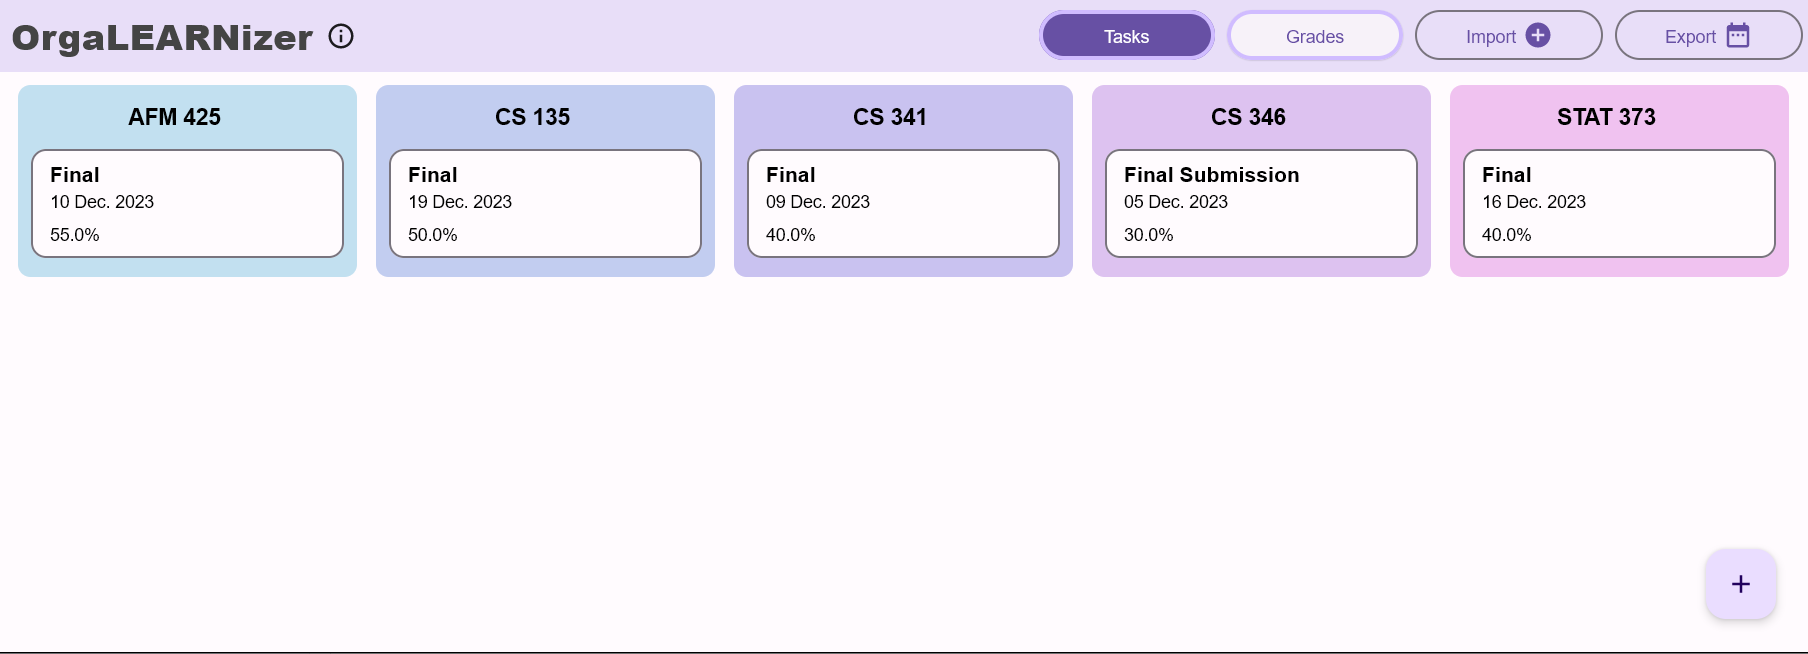 OrgaLEARNizer
Tasks
Grades
Import
Export
AFM 425
Final
10 Dec. 2023
55.0%
CS 135
Final
19 Dec. 2023
50.0%
CS 341
Final
09 Dec. 2023
40.0%
CS 346
Final Submission
05 Dec. 2023
30.0%
STAT 373
Final
16 Dec. 2023
40.0%